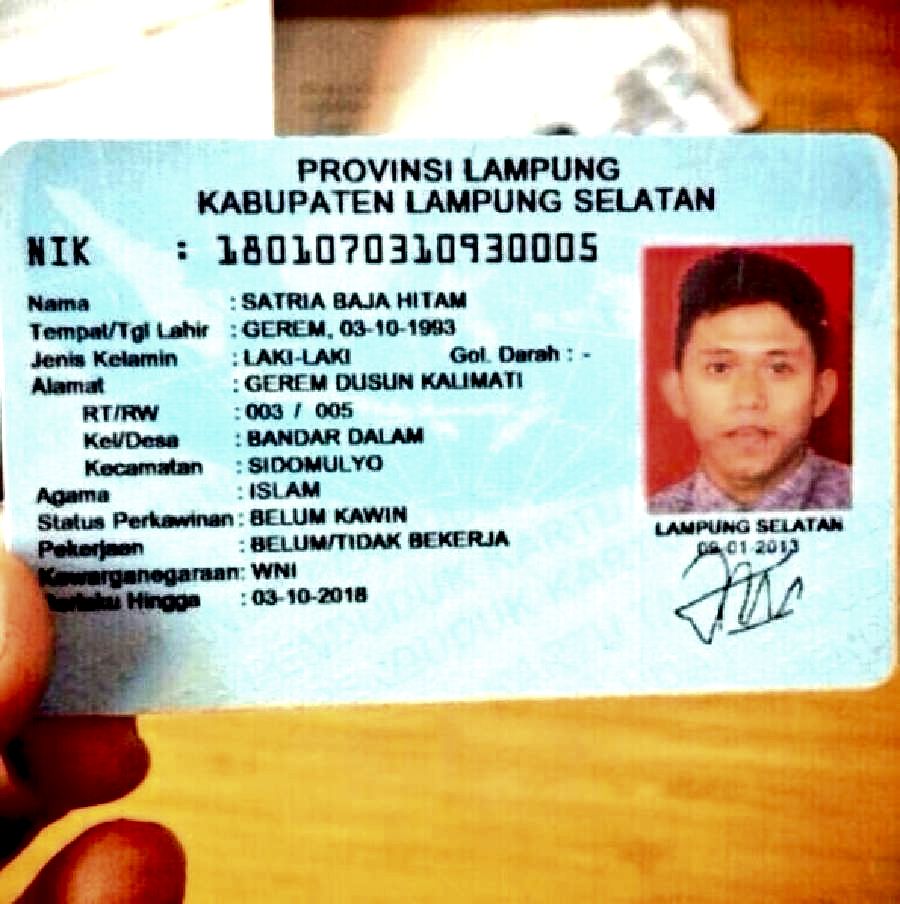 PROVINSI LAMPUNG
KABUPATEN LAMPUNG SELATAN
NIK : 1801070310930005
Nama : SATRIA BAJA HITAM
Tempat/Tgl Lahir : GEREM, 03-10-1993
Jenis Kelamin : LAKI-LAKI Gol. Darah : -
Alamat : GEREM DUSUN KALIMATI
RT/RW : 003 / 005
Kel/Desa : BANDAR DALAM
Kecamatan : SIDOMULYO
Agama : ISLAM
Status Perkawinan : BELUM KAWIN
Pekerjaan : BELUM/TIDAK BEKERJA
Kewarganegaraan: WNI
Hingga : 03-10-2018
LAMPUNG SELATAN
09-01-2013